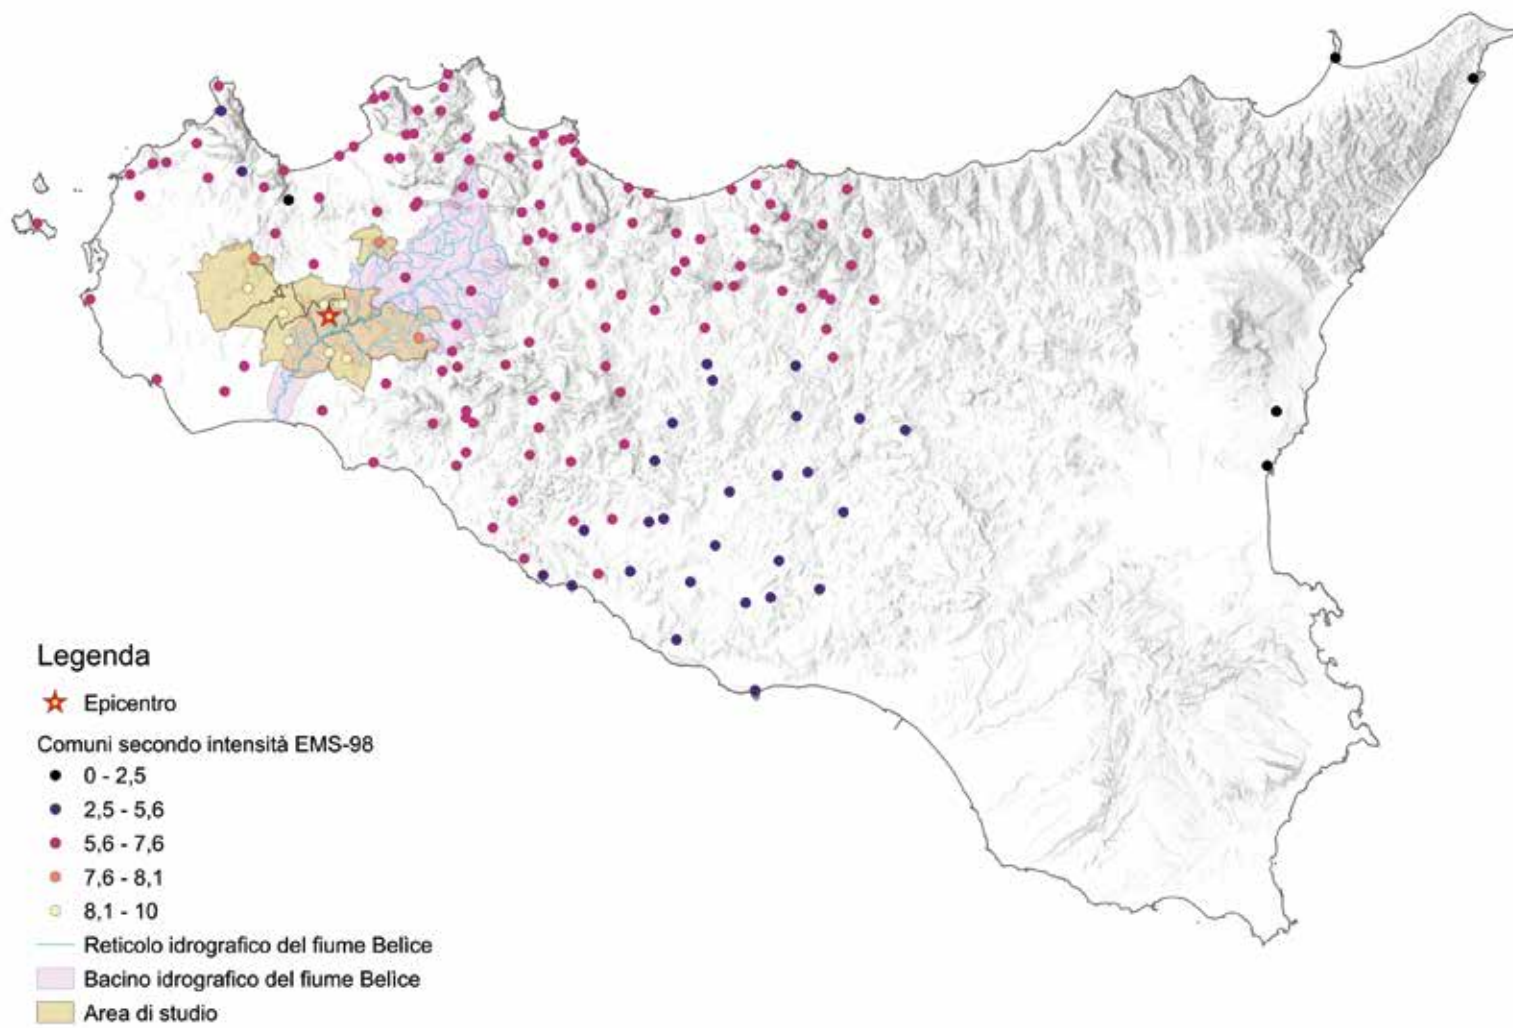 Legenda
Epicentro
Comuni secondo intensità EMS-98
0 - 2,5
2,5 - 5,6
5,6 - 7,6
7,6 - 8,1
8,1 - 10
Reticolo idrografico del fiume Belìce
Bacino idrografico del fiume Belìce
Area di studio